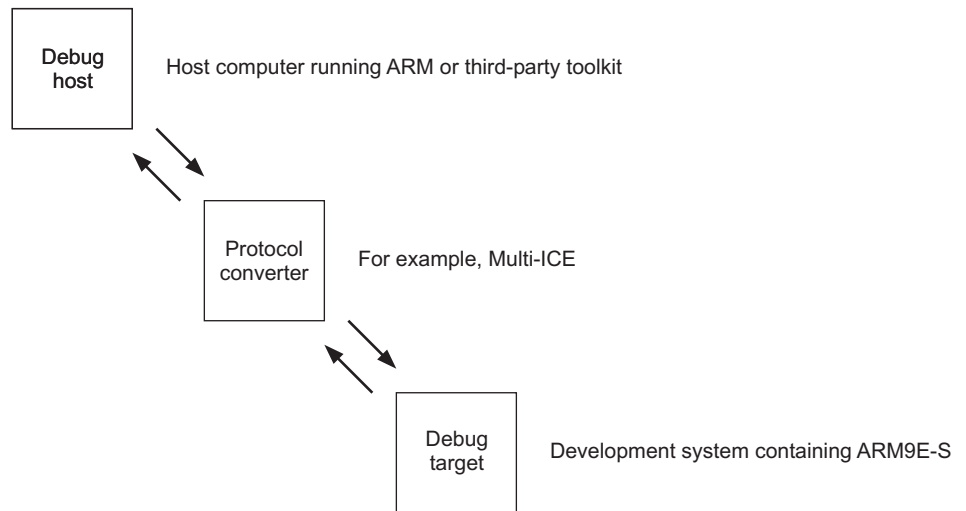 Debug
host
Host computer running ARM or third-party toolkit
Protocol
converter
For example, Multi-ICE
Debug
target
Development system containing ARM9E-S